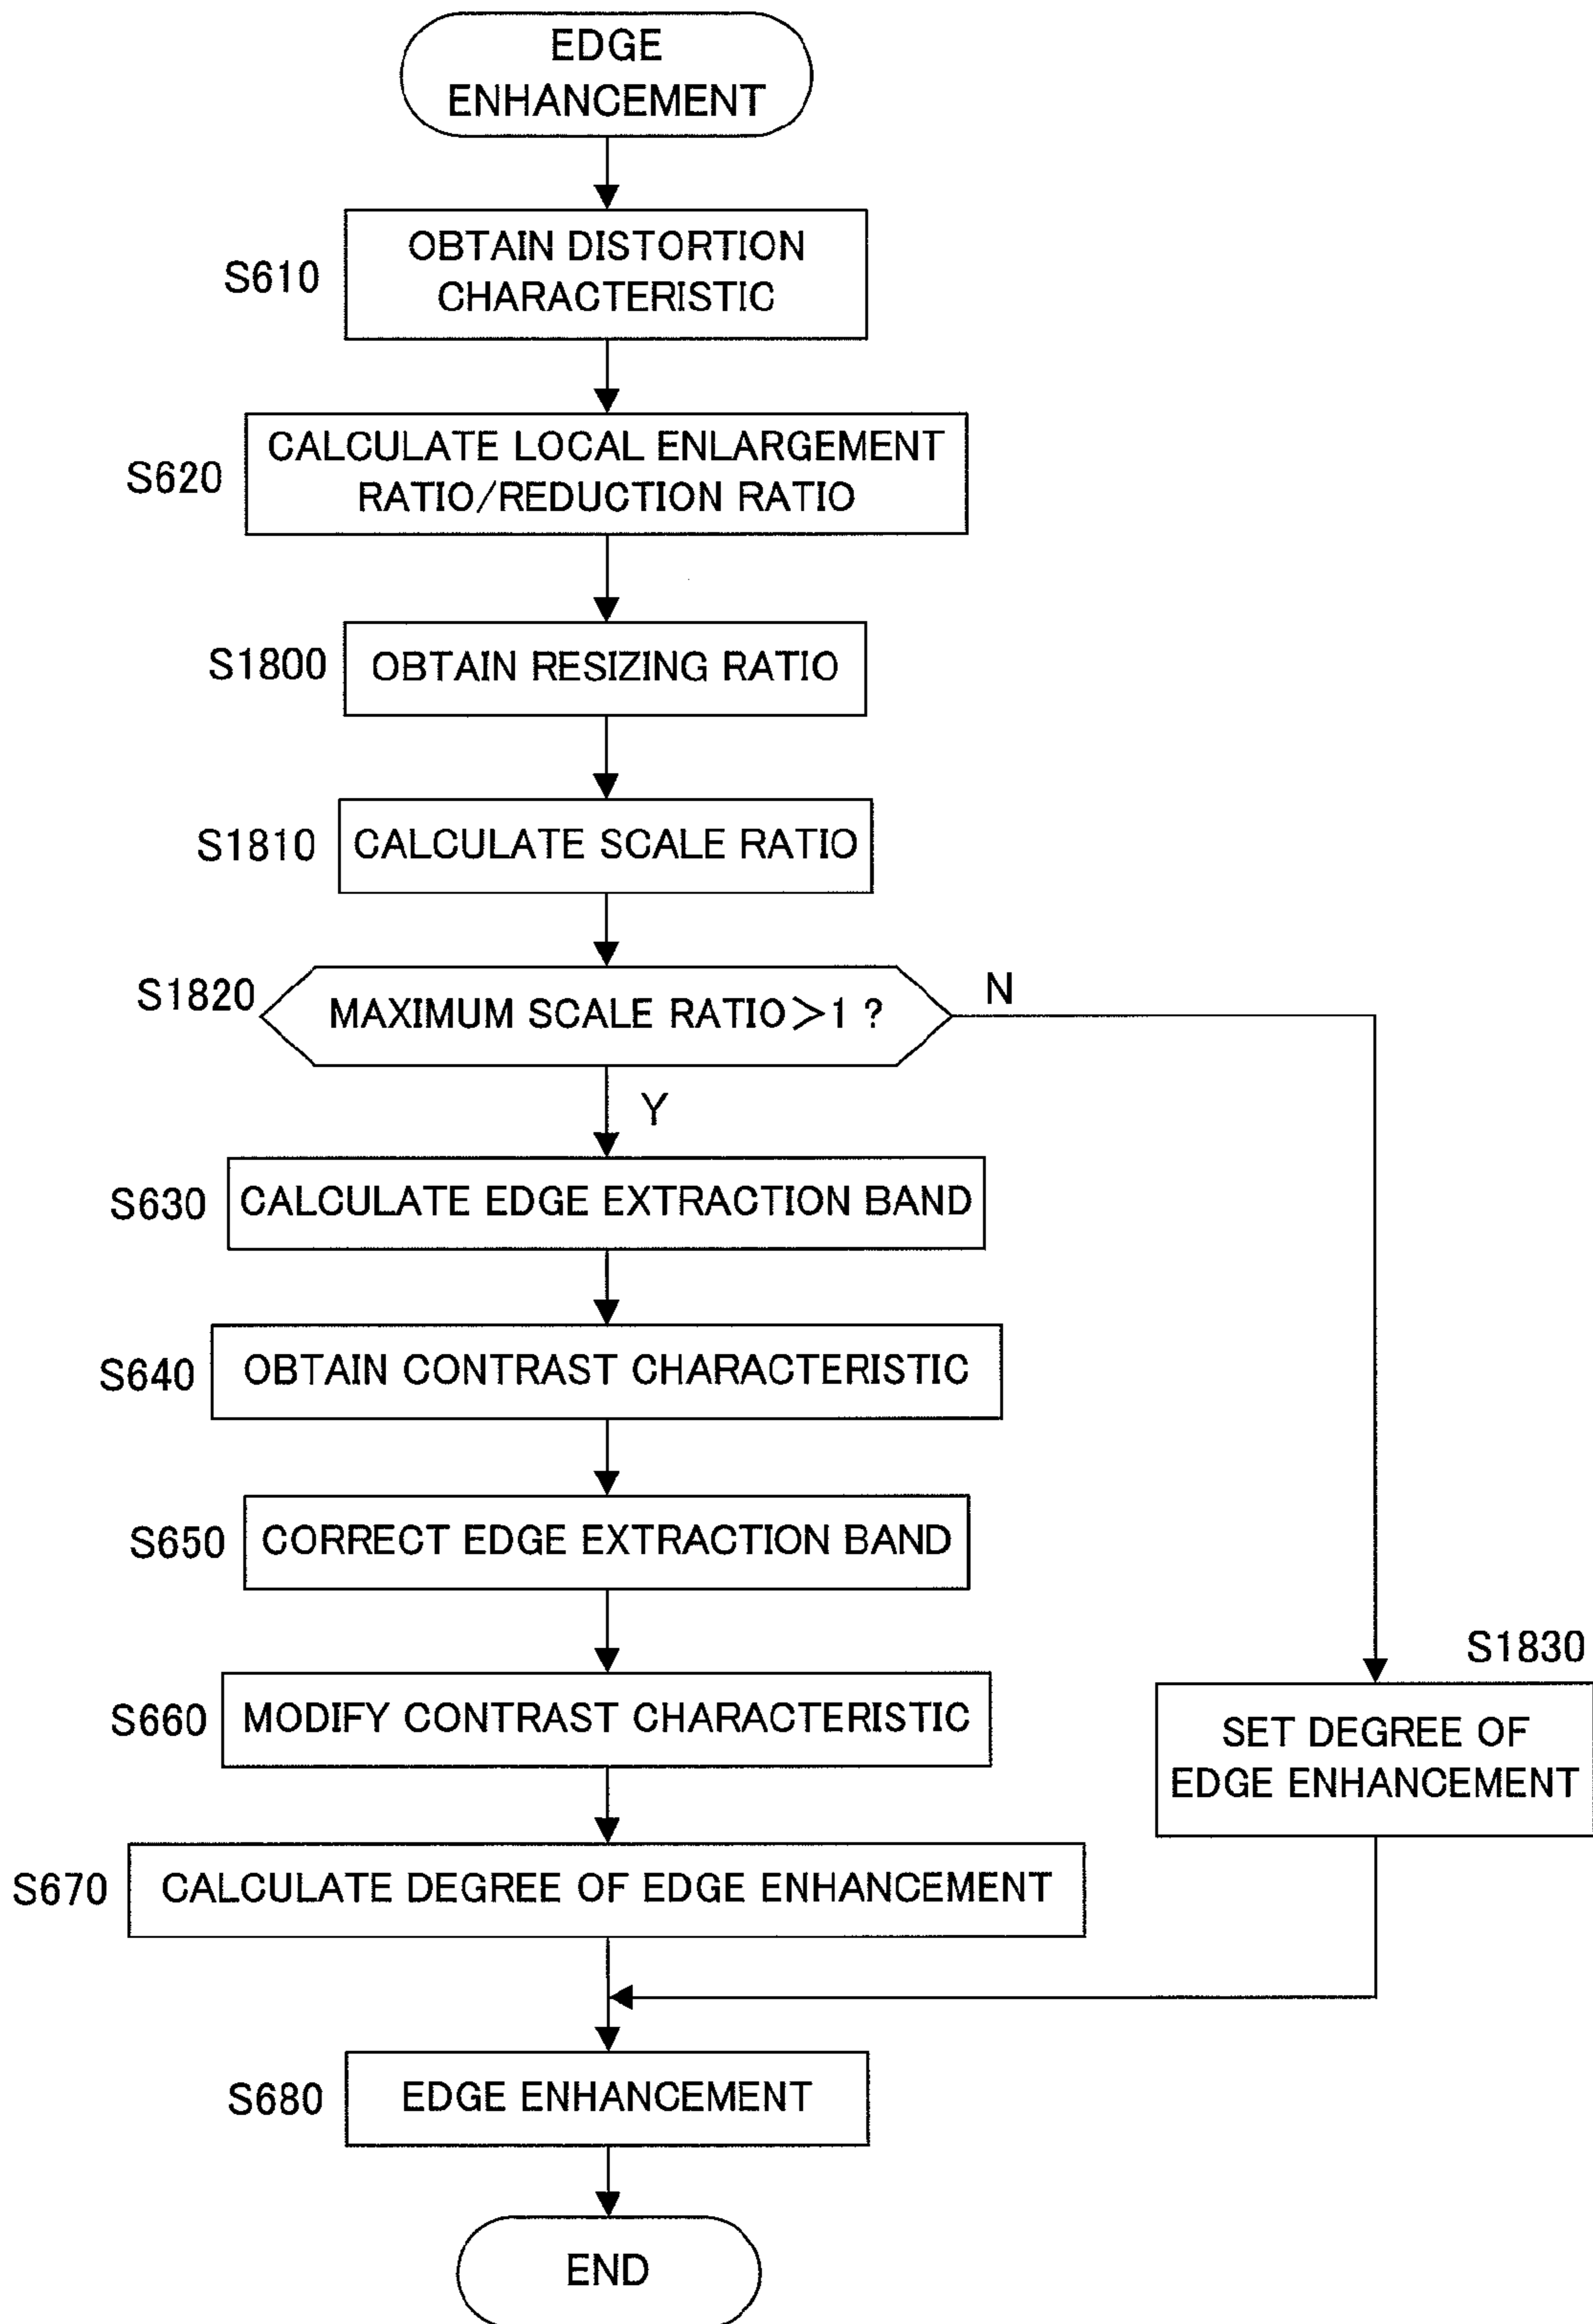 EDGE
ENHANCEMENT
S610
OBTAIN DISTORTION
CHARACTERISTIC
S620
CALCULATE LOCAL ENLARGEMENT
RATIO/REDUCTION RATIO
S1800
OBTAIN RESIZING RATIO
S1810
CALCULATE SCALE RATIO
S1820
MAXIMUM SCALE RATIO>1 ?
N
Y
S630
CALCULATE EDGE EXTRACTION BAND
S640
OBTAIN CONTRAST CHARACTERISTIC
S650
CORRECT EDGE EXTRACTION BAND
S660
MODIFY CONTRAST CHARACTERISTIC
S1830
SET DEGREE OF
EDGE ENHANCEMENT
S670
CALCULATE DEGREE OF EDGE ENHANCEMENT
S680
EDGE ENHANCEMENT
END